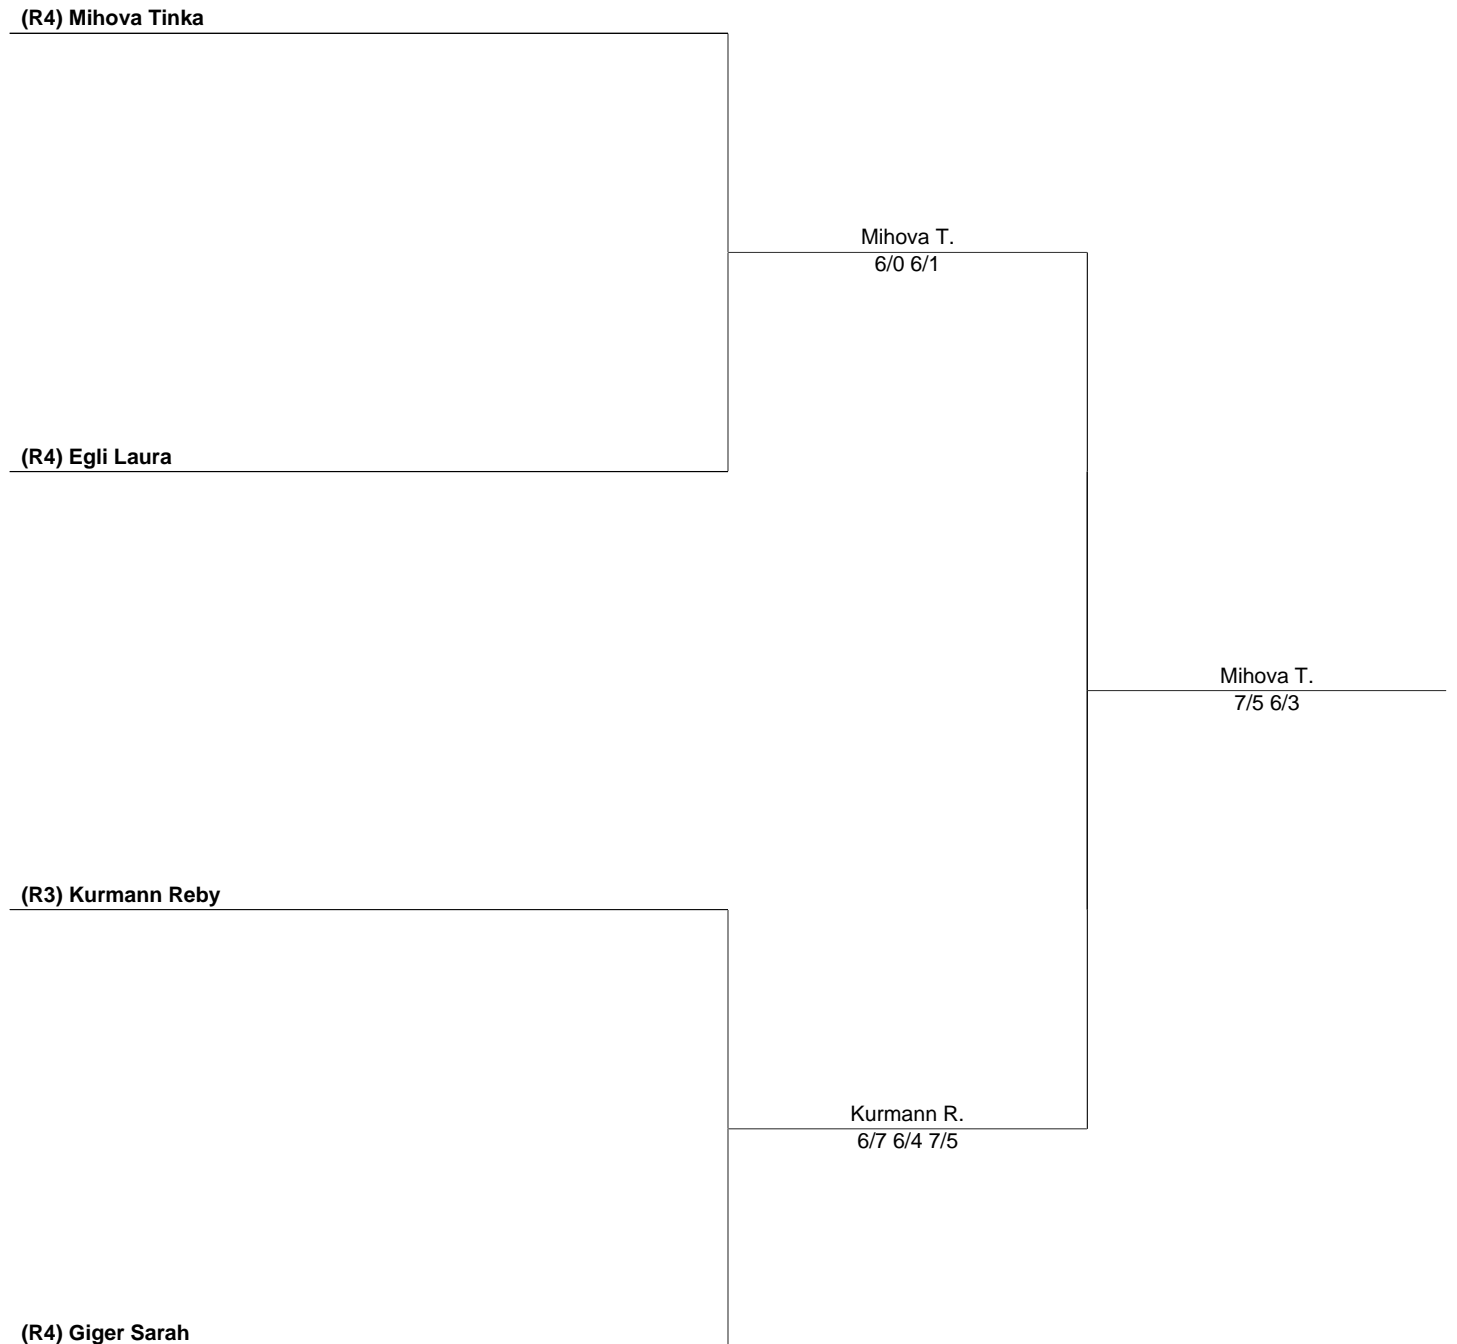 (R4) Mihova Tinka
Mihova T.
6/0 6/1
(R4) Egli Laura
Mihova T.
7/5 6/3
(R3) Kurmann Reby
Kurmann R.
6/7 6/4 7/5
(R4) Giger Sarah